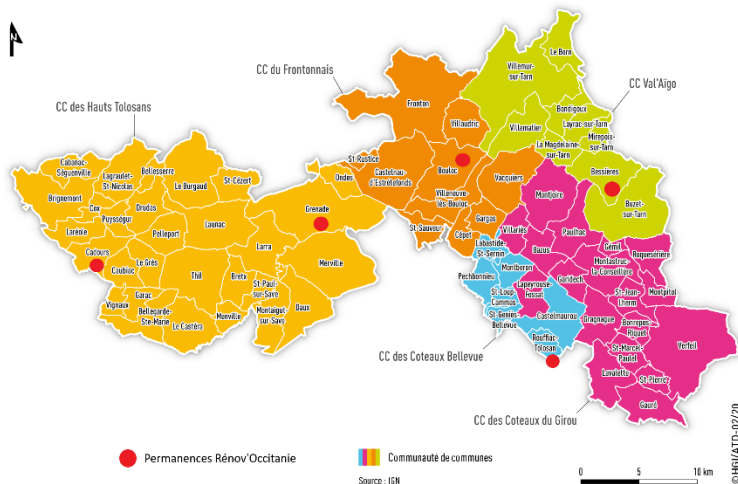 N
CC du Frontonnais
CC des Hauts Tolosans
CC Val'Aïgo
Le Born
Villemur-
sur-Tarn
Fronton
Bondigoux
Villaudric
Layrac-sur-Tarn
Villematier
Mirepoix-
sur-Tarn
La Magdelaine-
sur-Tarn
Cabanac-
Séguenville
Bellesserre
Lagraulet-
St-Nicolas
Le Burgaud
St-Cézert
St-Rustice
Ondes
Castelnau
d'Estrétefonds
Bouloc
Vacquiers
Bessières
Brignemont
Cox
Drudas
Puysségur
Grenade
Villeneuve
lès-Bouloc
Montjoire
Buzet-
sur-Tarn
Lareole
Pelleport
Launac
Larra
St-Sauveur
Gargas
Cépet
Villariès
Paulhac
Cadours
Caubiac
Le Grès
Thil
Bretx
Merville
Labastide-
St-Sernin
Bazus
Gémil
Roquesérière
Montastruc-
la-Conseillère
Pechbonnieu
Montberon
Garidech
Vignaux
Garac
St-Paul-
sur-Save
St-Loup-
Cammas
Lapeyrouse-
Fossat
St-Jean-
Lherm
Montpitol
Bellegarde-
Ste-Marie
Le Castéra
Menville
Montaigut
sur-Save
Daux
St-Geniès-
Bellevue
Castelmaurou
Gragnague
Bonrepos
Riquet
Verfeil
Rouffiac-
Tolosan
St-Marcel-
Paulel
Lavalette
St-Pierre
Gauré
CC des Coteaux Bellevue
CC des Coteaux du Girou
Permanences Rénov'Occitanie
Communauté de communes
Source : IGN
0 5 10 km
©HGI/ATD-02/20